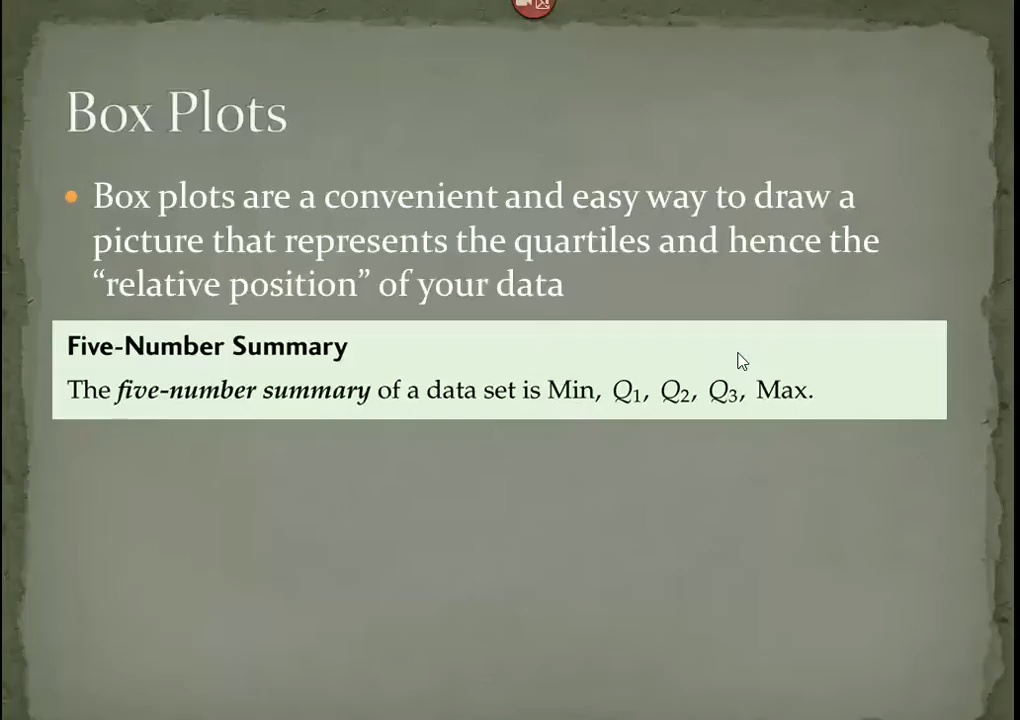 Box Plots
Box plots are a convenient and easy way to draw a
picture that represents the quartiles and hence the
“relative position” of your data
Five-Number Summary
The five-number summary of a data set is Min, Q₁, Q₂, Q₃, Max.